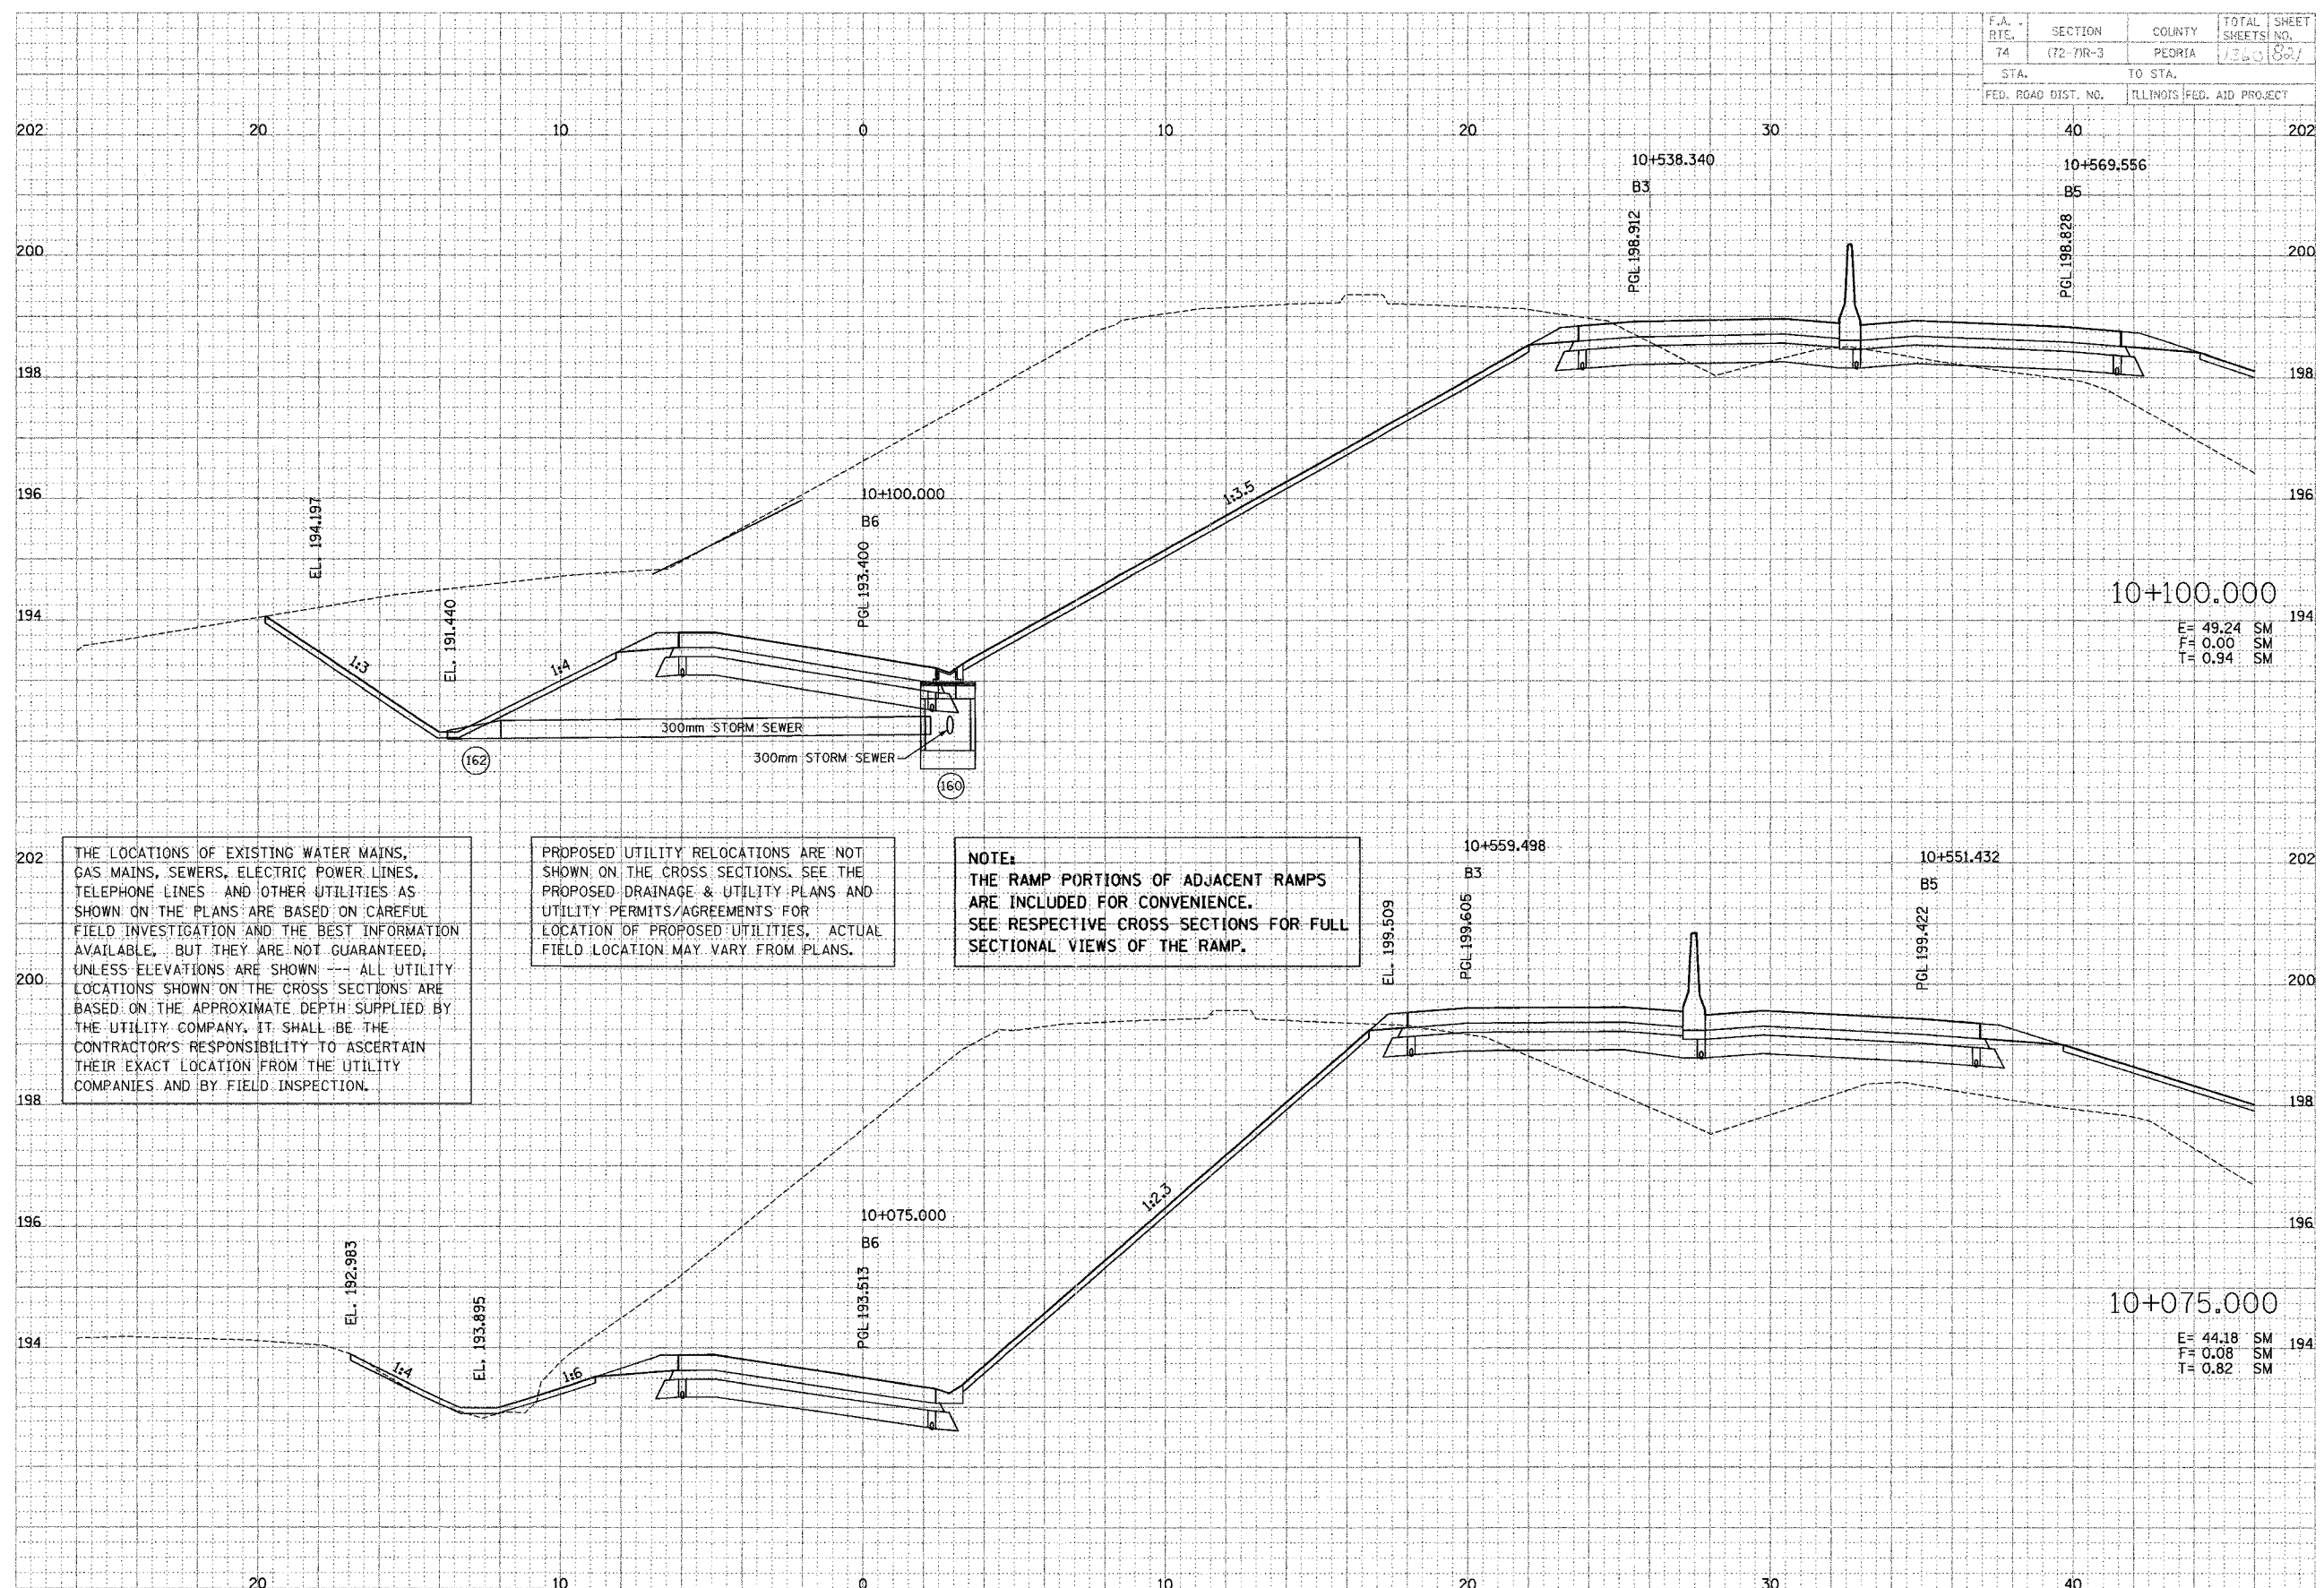 F.A. RTE.
SECTION
COUNTY
TOTAL SHEETS
SHEET NO.
74
(72-7)R-3
PEORIA
1360
821
STA.
TO STA.
FED. ROAD DIST. NO.
ILLINOIS
FED. AID PROJECT
202
20
10
0
10
20
30
40
202
10+538.340
B3
PGL 198.912
10+569.556
B5
PGL 198.828
200
200
198
198
196
196
194
194
EL. 194.197
EL. 191.440
10+100.000
B6
PGL 193.400
1:3
1:4
1:3.5
300mm STORM SEWER
300mm STORM SEWER
162
160
10+100.000
E= 49.24 SM
F= 0.00 SM
T= 0.94 SM
THE LOCATIONS OF EXISTING WATER MAINS,
GAS MAINS, SEWERS, ELECTRIC POWER LINES,
TELEPHONE LINES AND OTHER UTILITIES AS
SHOWN ON THE PLANS ARE BASED ON CAREFUL
FIELD INVESTIGATION AND THE BEST INFORMATION
AVAILABLE, BUT THEY ARE NOT GUARANTEED.
UNLESS ELEVATIONS ARE SHOWN --- ALL UTILITY
LOCATIONS SHOWN ON THE CROSS SECTIONS ARE
BASED ON THE APPROXIMATE DEPTH SUPPLIED BY
THE UTILITY COMPANY. IT SHALL BE THE
CONTRACTOR'S RESPONSIBILITY TO ASCERTAIN
THEIR EXACT LOCATION FROM THE UTILITY
COMPANIES AND BY FIELD INSPECTION.
PROPOSED UTILITY RELOCATIONS ARE NOT
SHOWN ON THE CROSS SECTIONS. SEE THE
PROPOSED DRAINAGE & UTILITY PLANS AND
UTILITY PERMITS/AGREEMENTS FOR
LOCATION OF PROPOSED UTILITIES. ACTUAL
FIELD LOCATION MAY VARY FROM PLANS.
NOTE:
THE RAMP PORTIONS OF ADJACENT RAMPS
ARE INCLUDED FOR CONVENIENCE.
SEE RESPECTIVE CROSS SECTIONS FOR FULL
SECTIONAL VIEWS OF THE RAMP.
202
202
10+559.498
B3
EL. 199.509
PGL 199.605
10+551.432
B5
PGL 199.422
200
200
198
198
196
196
194
194
EL. 192.983
EL. 193.895
10+075.000
B6
PGL 193.513
1:4
1:6
1:2.3
10+075.000
E= 44.18 SM
F= 0.08 SM
T= 0.82 SM
20
10
0
10
20
30
40